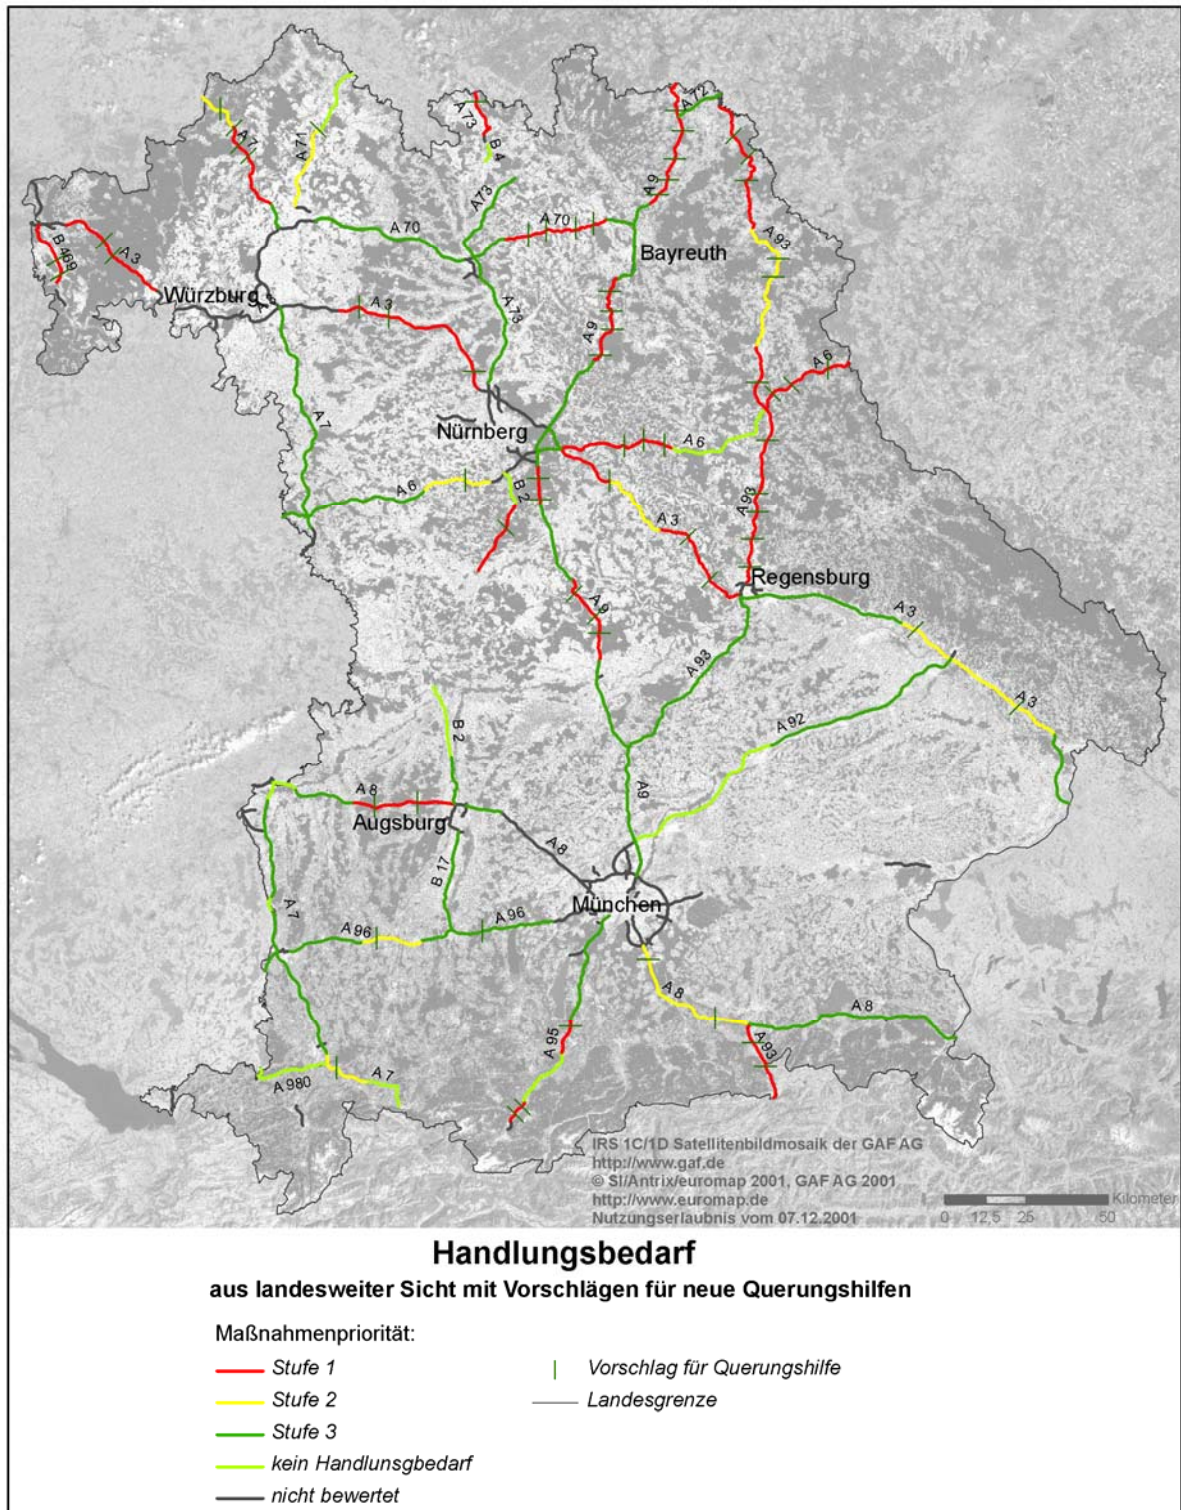 A 72
A 73
A 7
A 71
B 4
A 9
A 73
A 70
A 70
A 93
B 469
A 3
Bayreuth
Würzburg
A 3
A 3
A 73
A 9
A 6
A 7
Nürnberg
A 6
A 6
B 2
A 3
A 93
Regensburg
A 9
A 3
A 93
A 3
B 2
A 92
A 8
A 9
Augsburg
A 8
B 17
A 7
A 96
A 96
München
A 8
A 8
A 95
A 93
A 980
A 7
IRS 1C/1D Satellitenbildmosaik der GAF AG
http://www.gaf.de
© SI/Antrix/euromap 2001, GAF AG 2001
http://www.euromap.de
Nutzungserlaubnis vom 07.12.2001
Kilometer
0 12,5 25 50
Handlungsbedarf
aus landesweiter Sicht mit Vorschlägen für neue Querungshilfen
Maßnahmenpriorität:
Stufe 1
Vorschlag für Querungshilfe
Stufe 2
Landesgrenze
Stufe 3
kein Handlunsgbedarf
nicht bewertet